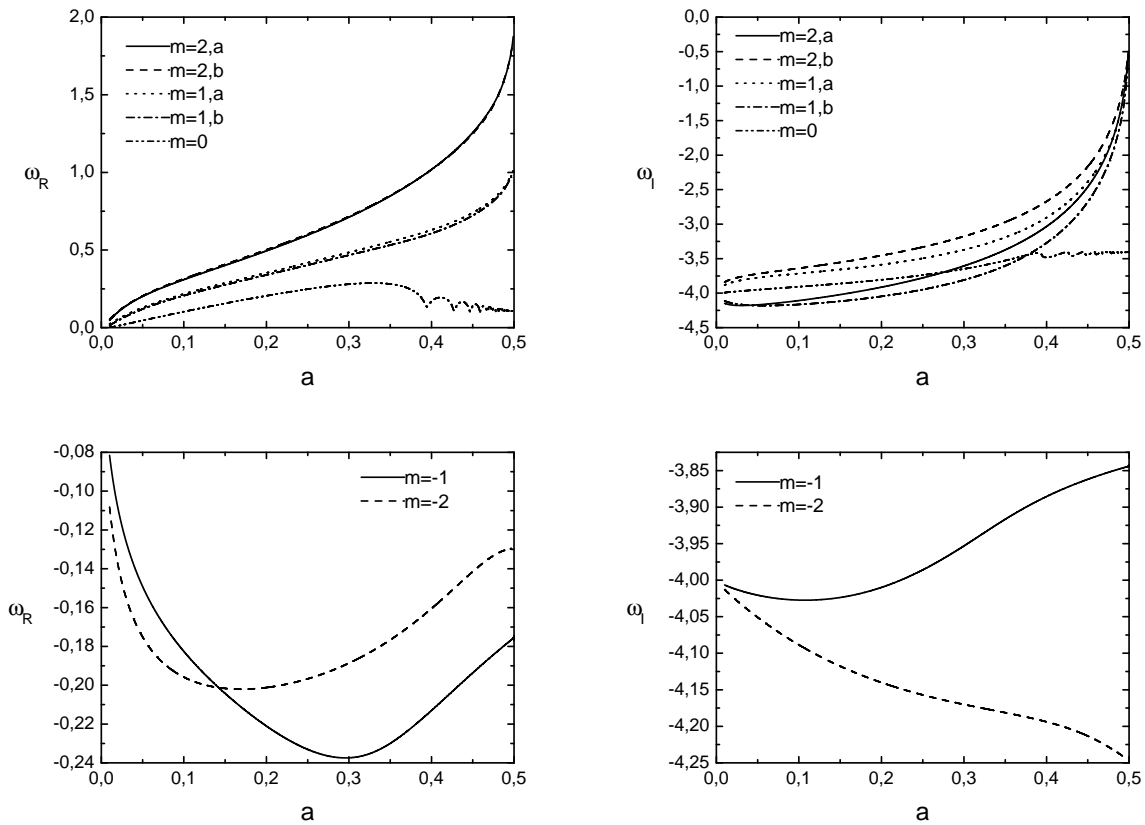 2,0
1,5
1,0
0,5
0,0
ω_R
m=2,a
m=2,b
m=1,a
m=1,b
m=0
0,0 0,1 0,2 0,3 0,4 0,5
a
0,0
-0,5
-1,0
-1,5
-2,0
-2,5
-3,0
-3,5
-4,0
-4,5
ω_I
m=2,a
m=2,b
m=1,a
m=1,b
m=0
0,0 0,1 0,2 0,3 0,4 0,5
a
-0,08
-0,10
-0,12
-0,14
-0,16
-0,18
-0,20
-0,22
-0,24
ω_R
m=-1
m=-2
0,0 0,1 0,2 0,3 0,4 0,5
a
-3,85
-3,90
-3,95
-4,00
-4,05
-4,10
-4,15
-4,20
-4,25
ω_I
m=-1
m=-2
0,0 0,1 0,2 0,3 0,4 0,5
a